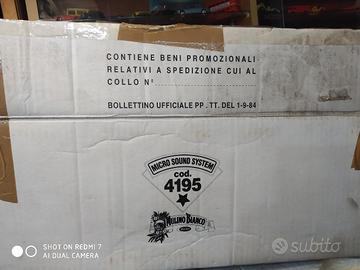 CONTIENE BENI PROMOZIONALI
RELATIVI A SPEDIZIONE CUI AL
COLLO N°
BOLLETTINO UFFICIALE PP. TT. DEL 1-9-84
MICRO SOUND SYSTEM
cod.
4195
MULINO BIANCO
SHOT ON REDMI 7
AI DUAL CAMERA
subito